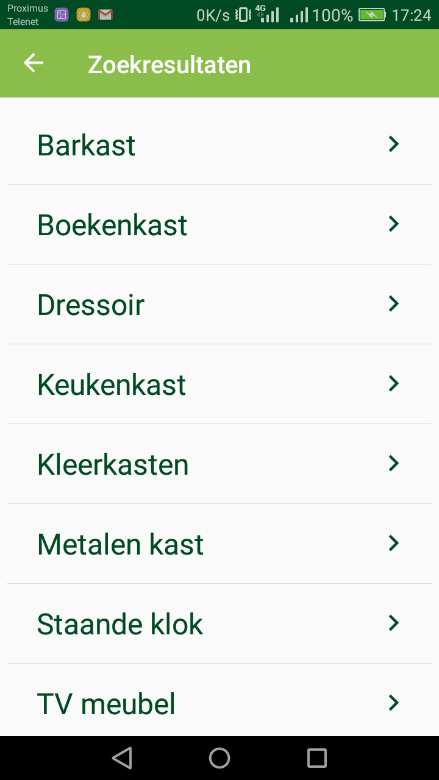 Proximus
Telenet
0K/s 4G 100% 17:24
Zoekresultaten
Barkast
Boekenkast
Dressoir
Keukenkast
Kleerkasten
Metalen kast
Staande klok
TV meubel